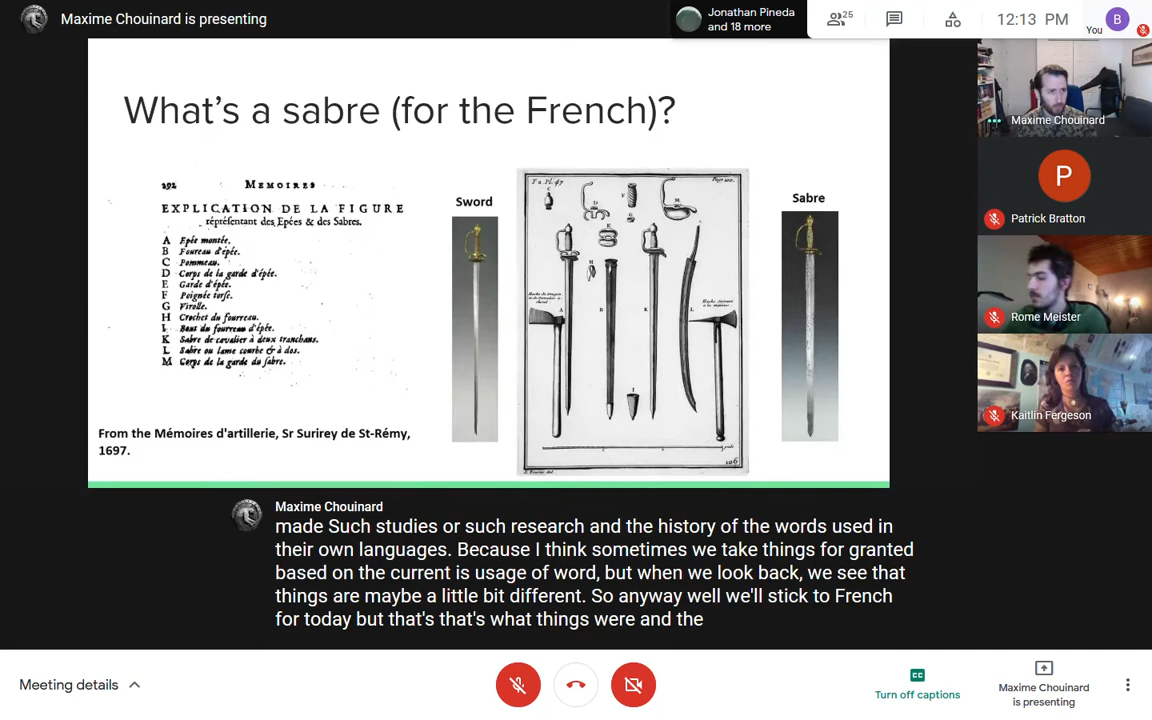 Maxime Chouinard is presenting
Jonathan Pineda
and 18 more
25
12:13 PM
You
B
What's a sabre (for the French)?
292 MEMOIRES
EXPLICATION DE LA FIGURE
répréſentant des Epées & des Sabres.
A Epée montée.
B Foureau d'épée.
C Pommeau.
D Corps de la garde d'épée.
E Garde d'épée.
F Poignée torſe.
G Virolle.
H Crochet du fourreau.
I Bout du fourreau d'épée.
K Sabre de cavalier à deux tranchans.
L Sabre ou lame courbe & à dos.
M Corps de la garde du ſabre.
From the Mémoires d'artillerie, Sr Surirey de St-Rémy,
1697.
Sword
Sabre
106
Maxime Chouinard
P
Patrick Bratton
Rome Meister
Kaitlin Fergeson
Maxime Chouinard
made Such studies or such research and the history of the words used in
their own languages. Because I think sometimes we take things for granted
based on the current is usage of word, but when we look back, we see that
things are maybe a little bit different. So anyway well we'll stick to French
for today but that's that's what things were and the
Meeting details
CC
Turn off captions
Maxime Chouinard
is presenting